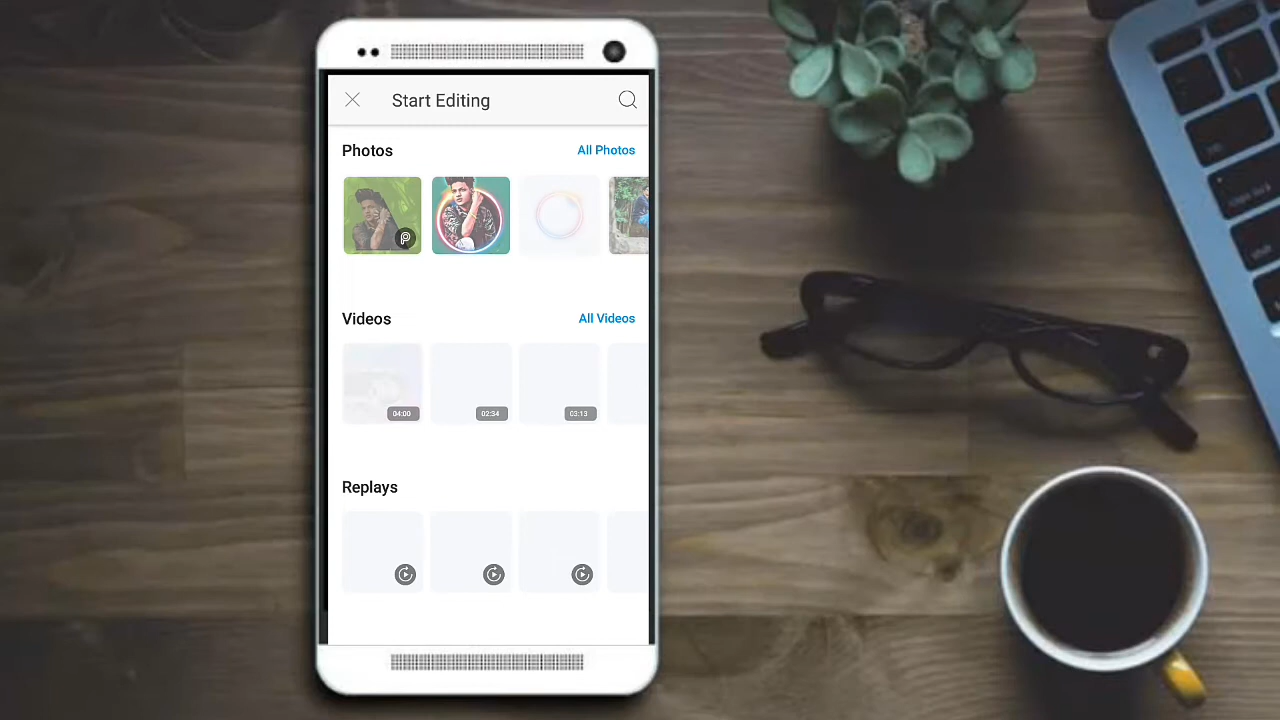 Start Editing
Photos
All Photos
Videos
All Videos
04:00
02:34
03:13
Replays